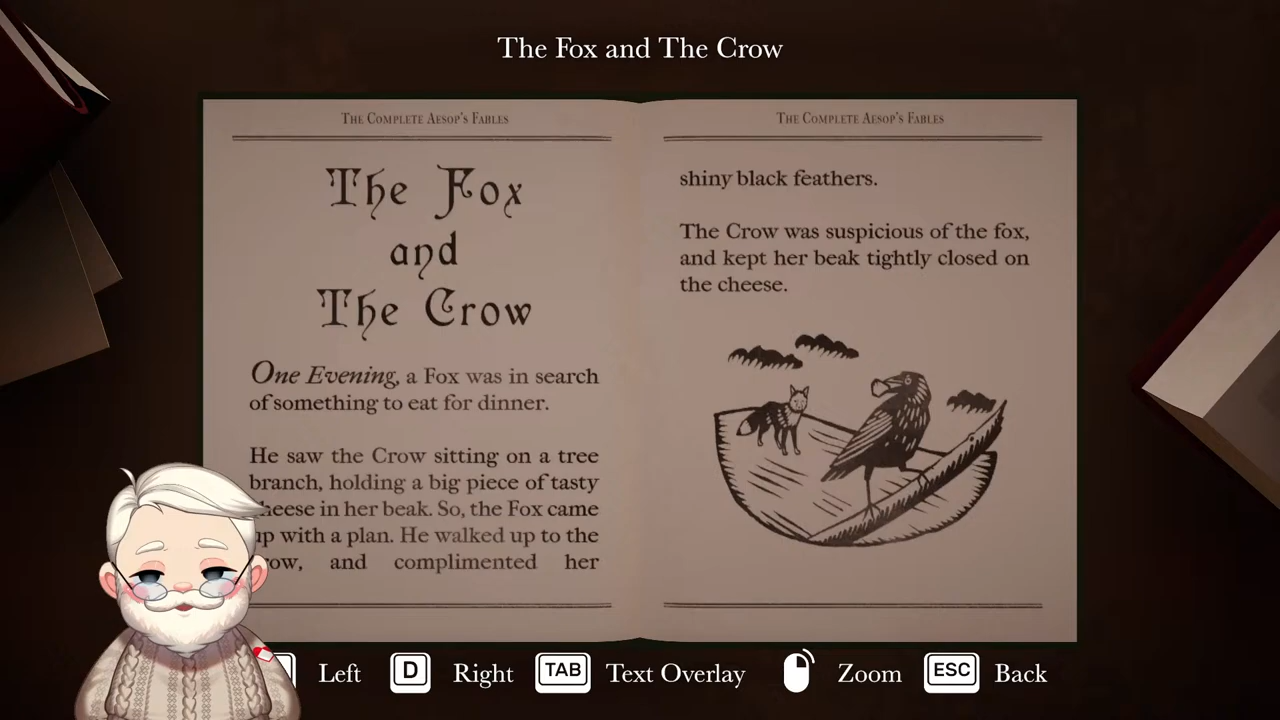 The Fox and The Crow
The Complete Aesop's Fables
The Fox
and
The Crow
One Evening, a Fox was in search
of something to eat for dinner.
He saw the Crow sitting on a tree
branch, holding a big piece of tasty
in her beak. So, the Fox came
with a plan. He walked up to the
and complimented her
The Complete Aesop's Fables
shiny black feathers.
The Crow was suspicious of the fox,
and kept her beak tightly closed on
the cheese.
Left D Right TAB Text Overlay Zoom ESC Back